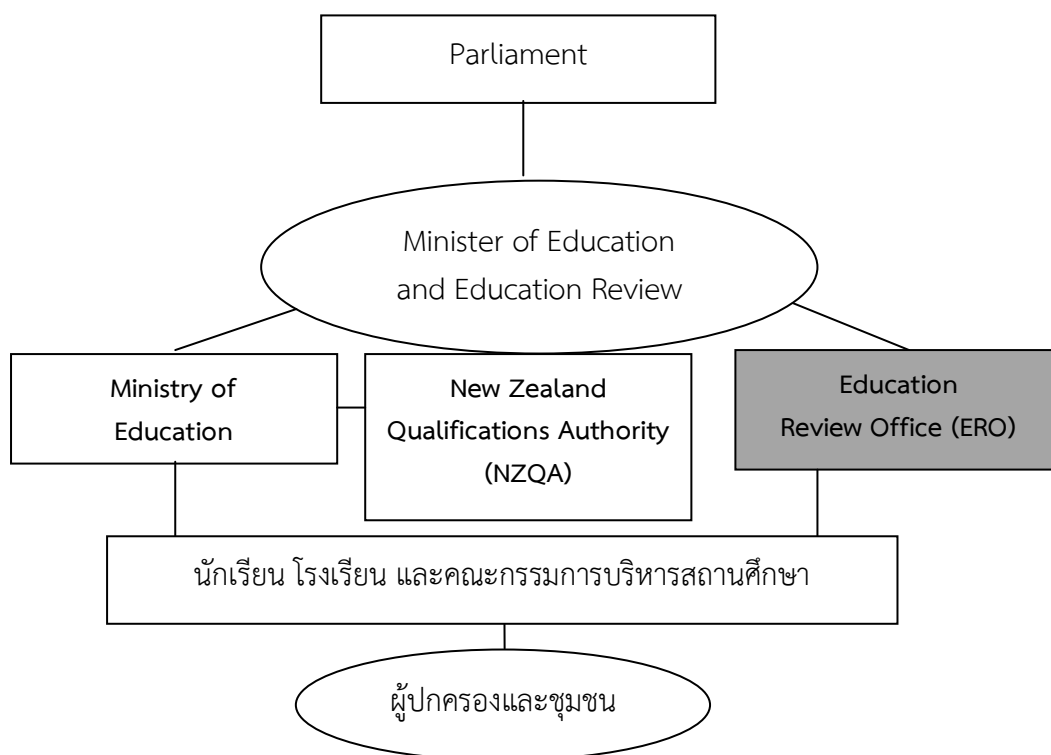 Parliament
Minister of Education
and Education Review
Ministry of
Education
New Zealand
Qualifications Authority
(NZQA)
Education
Review Office (ERO)
นักเรียน โรงเรียน และคณะกรรมการบริหารสถานศึกษา
ผู้ปกครองและชุมชน